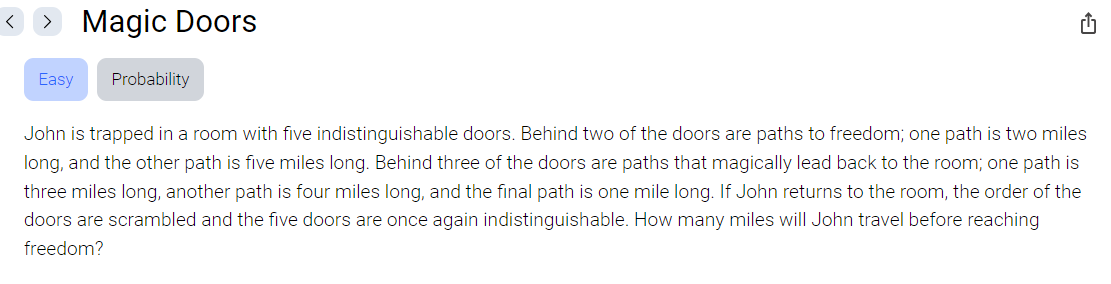 Magic Doors
Easy
Probability
John is trapped in a room with five indistinguishable doors. Behind two of the doors are paths to freedom; one path is two miles
long, and the other path is five miles long. Behind three of the doors are paths that magically lead back to the room; one path is
three miles long, another path is four miles long, and the final path is one mile long. If John returns to the room, the order of the
doors are scrambled and the five doors are once again indistinguishable. How many miles will John travel before reaching
freedom?